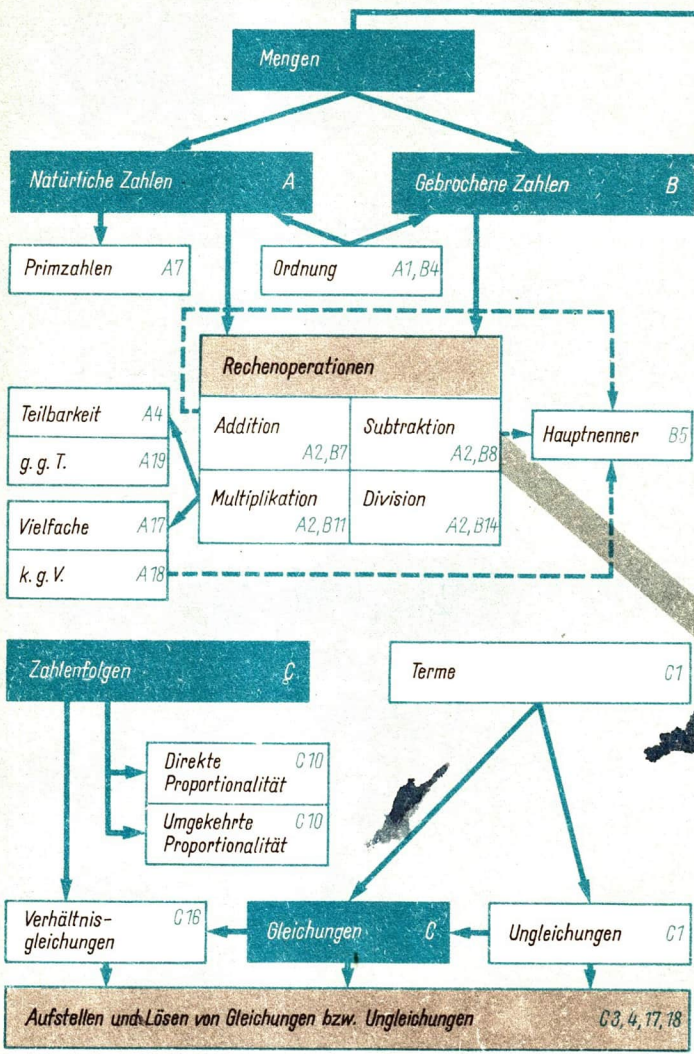 Mengen
Natürliche Zahlen A
Gebrochene Zahlen B
Primzahlen A7
Ordnung A1, B4
Rechenoperationen
Addition A2, B7
Subtraktion A2, B8
Multiplikation A2, B11
Division A2, B14
Teilbarkeit A4
g. g. T. A19
Vielfache A17
k. g. V. A18
Hauptnenner B5
Zahlenfolgen C
Terme C1
Direkte C10
Proportionalität
Umgekehrte C10
Proportionalität
Verhältnis- C16
gleichungen
Gleichungen C
Ungleichungen C1
Aufstellen und Lösen von Gleichungen bzw. Ungleichungen C3, 4, 17, 18